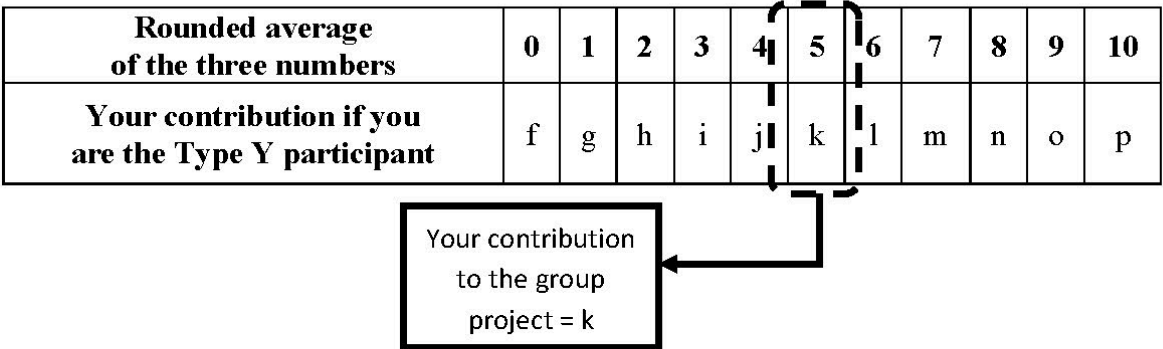 Rounded average
of the three numbers
0 1 2 3 4 5 6 7 8 9 10
Your contribution if you
are the Type Y participant
f g h i j k l m n o p
Your contribution
to the group
project = k